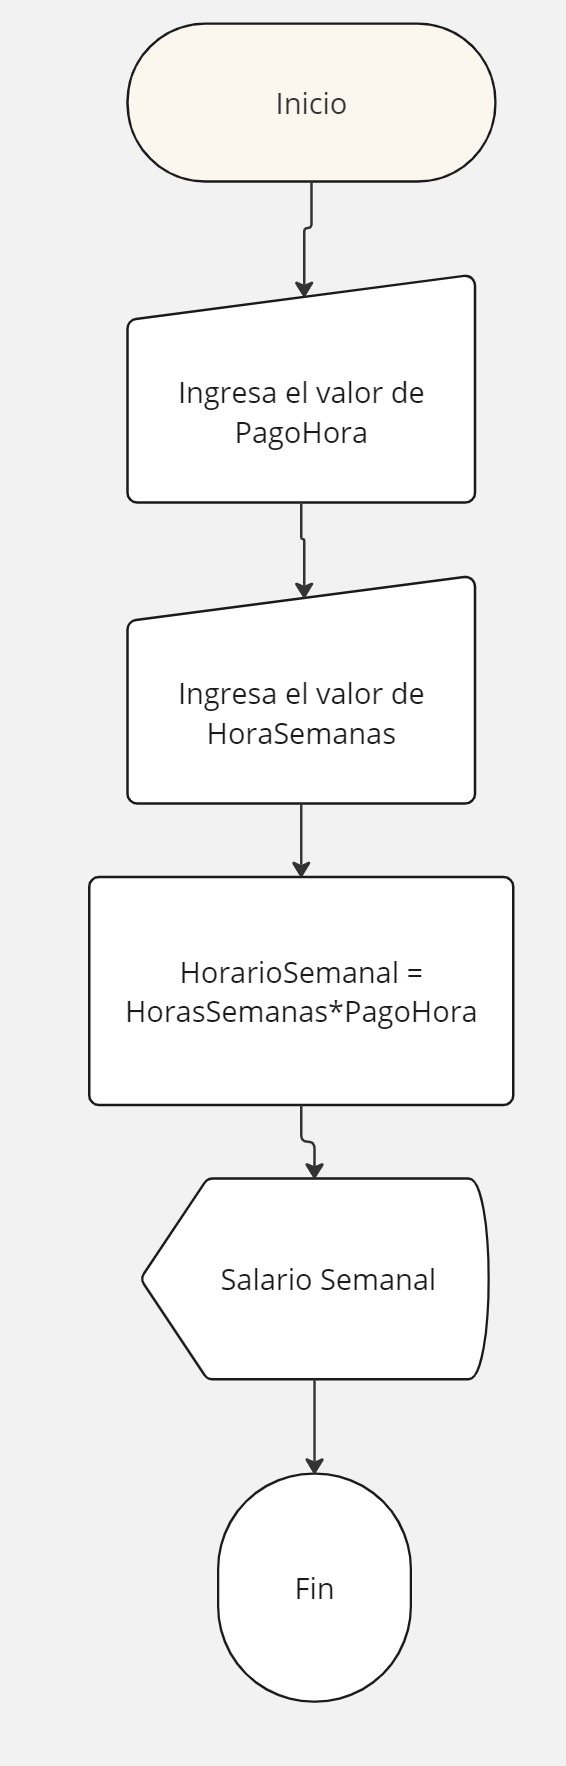 Inicio
Ingresa el valor de
PagoHora
Ingresa el valor de
HoraSemanas
HorarioSemanal =
HorasSemanas*PagoHora
Salario Semanal
Fin